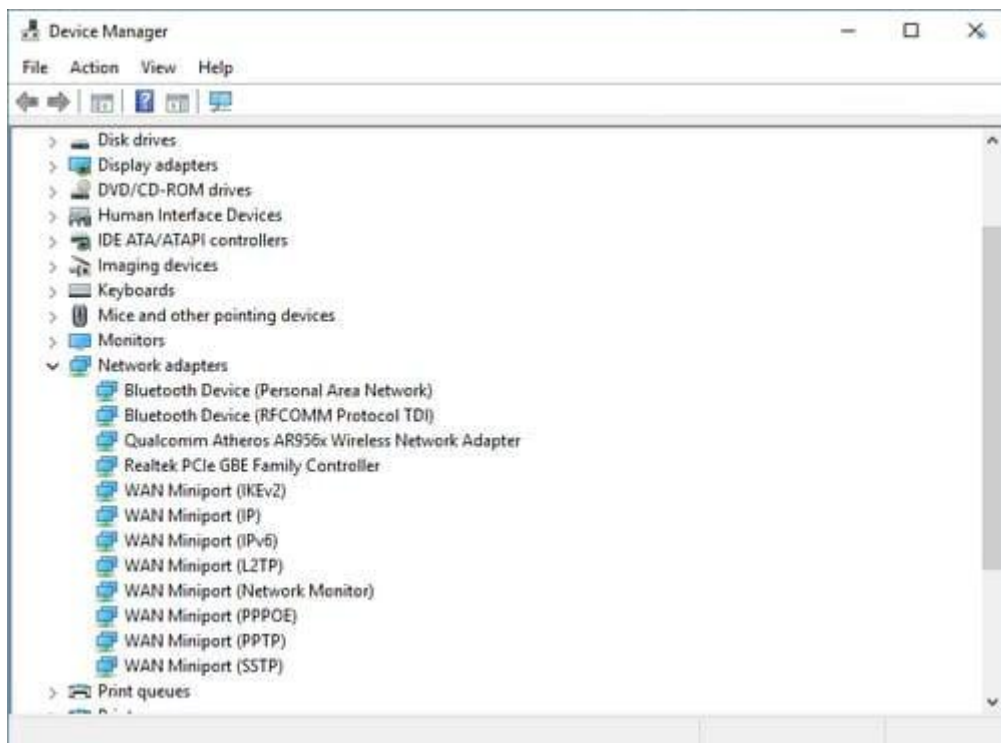 Device Manager
File Action View Help
Disk drives
Display adapters
DVD/CD-ROM drives
Human Interface Devices
IDE ATA/ATAPI controllers
Imaging devices
Keyboards
Mice and other pointing devices
Monitors
Network adapters
Bluetooth Device (Personal Area Network)
Bluetooth Device (RFCOMM Protocol TDI)
Qualcomm Atheros AR956x Wireless Network Adapter
Realtek PCIe GBE Family Controller
WAN Miniport (IKEv2)
WAN Miniport (IP)
WAN Miniport (IPv6)
WAN Miniport (L2TP)
WAN Miniport (Network Monitor)
WAN Miniport (PPPOE)
WAN Miniport (PPTP)
WAN Miniport (SSTP)
Print queues